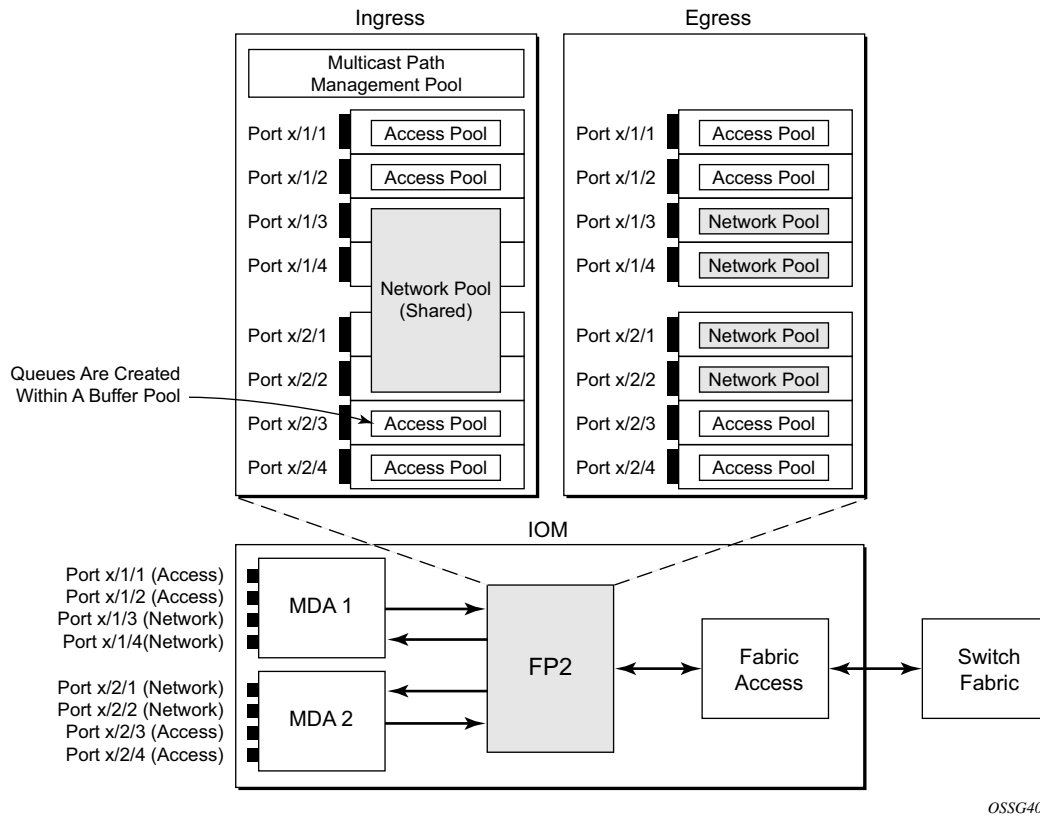 Ingress
Egress
Multicast Path
Management Pool
Port x/1/1
Access Pool
Port x/1/2
Access Pool
Port x/1/3
Port x/1/4
Network Pool
(Shared)
Port x/2/1
Port x/2/2
Queues Are Created
Within A Buffer Pool
Port x/2/3
Access Pool
Port x/2/4
Access Pool
Port x/1/1
Access Pool
Port x/1/2
Access Pool
Port x/1/3
Network Pool
Port x/1/4
Network Pool
Port x/2/1
Network Pool
Port x/2/2
Network Pool
Port x/2/3
Access Pool
Port x/2/4
Access Pool
IOM
Port x/1/1 (Access)
Port x/1/2 (Access)
Port x/1/3 (Network)
Port x/1/4(Network)
MDA 1
Port x/2/1 (Network)
Port x/2/2 (Network)
Port x/2/3 (Access)
Port x/2/4 (Access)
MDA 2
FP2
Fabric
Access
Switch
Fabric
OSSG40